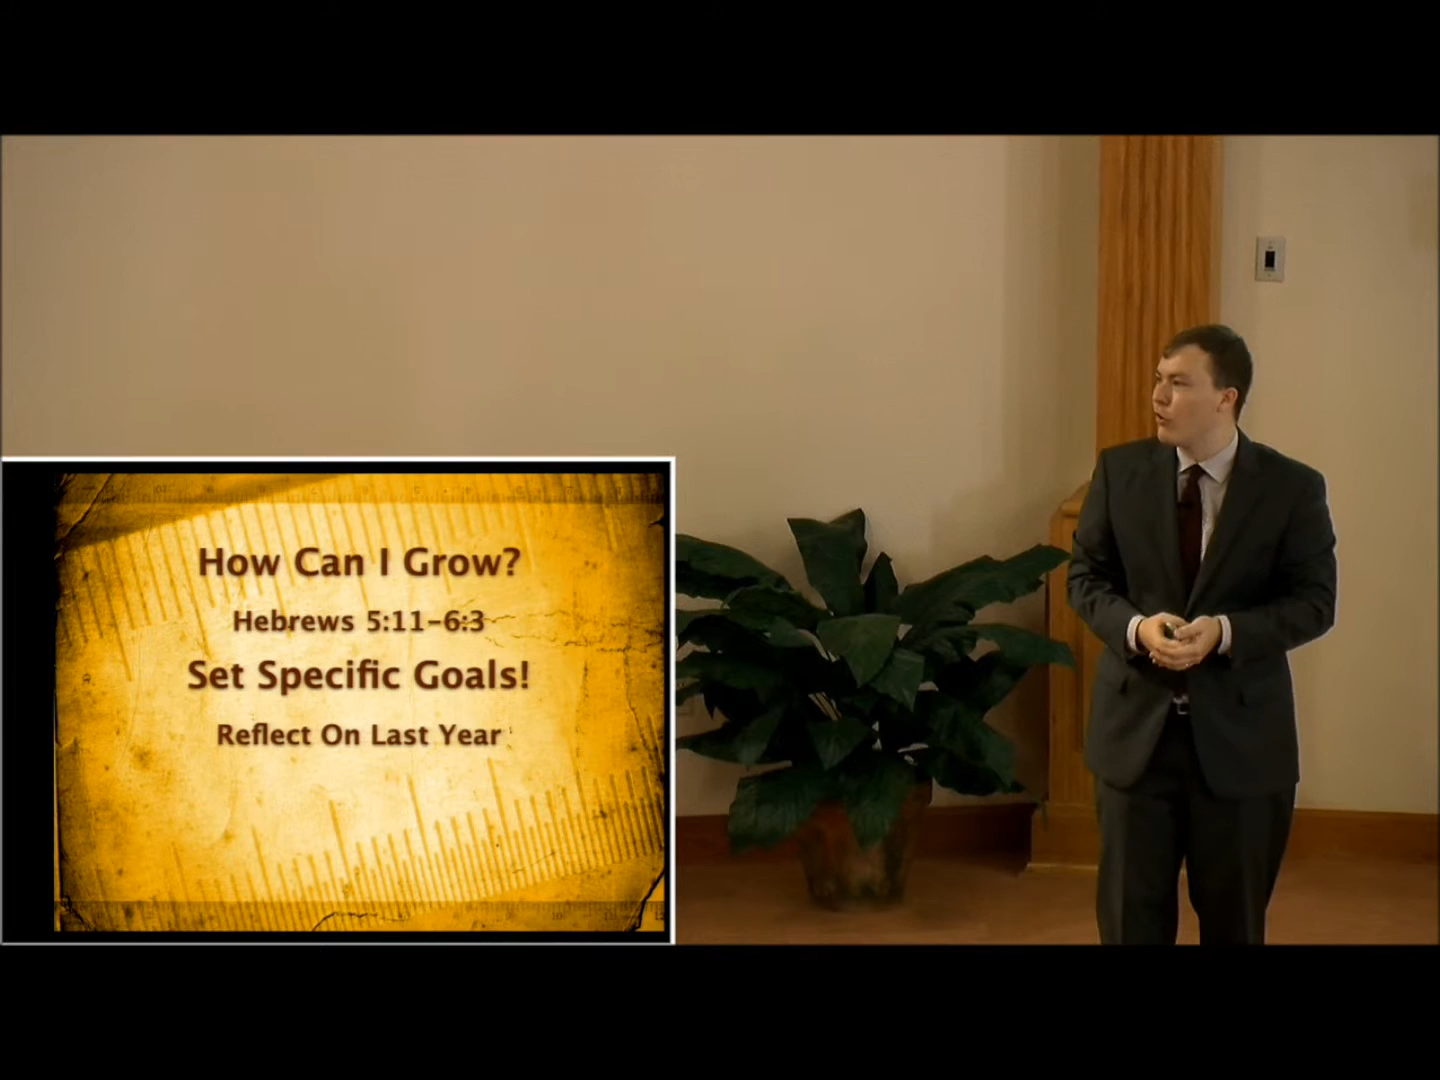 How Can I Grow?
Hebrews 5:11-6:3
Set Specific Goals!
Reflect On Last Year